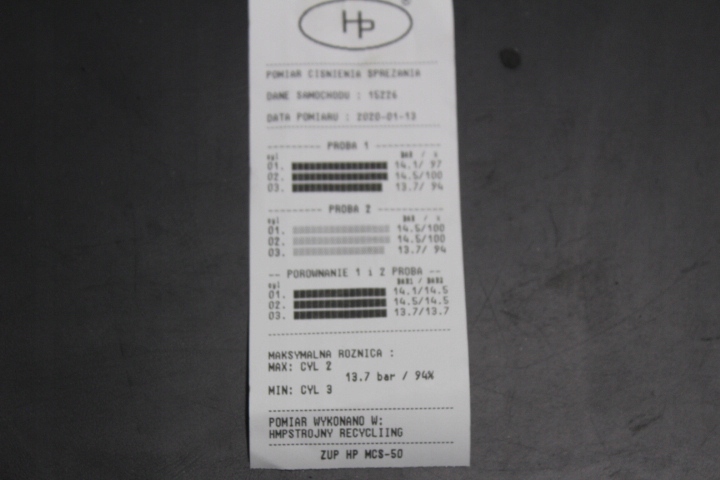 HP
POMIAR CISNIENIA SPREZANIA
DANE SAMOCHODU : 15226
DATA POMIARU : 2020-01-13
--------- PROBA 1 ---------
cyl BAR / %
01. 14.1/ 97
02. 14.5/100
03. 13.7/ 94
--------- PROBA 2 ---------
cyl BAR / %
01. 14.5/100
02. 14.5/100
03. 13.7/ 94
-- POROWNANIE 1 i 2 PROBA --
cyl BAR1 / BAR2
01. 14.1/14.5
02. 14.5/14.5
03. 13.7/13.7
MAKSYMALNA ROZNICA :
MAX: CYL 2
13.7 bar / 94%
MIN: CYL 3
POMIAR WYKONANO W:
HMPSTROJNY RECYCLIING
ZUP HP MCS-50